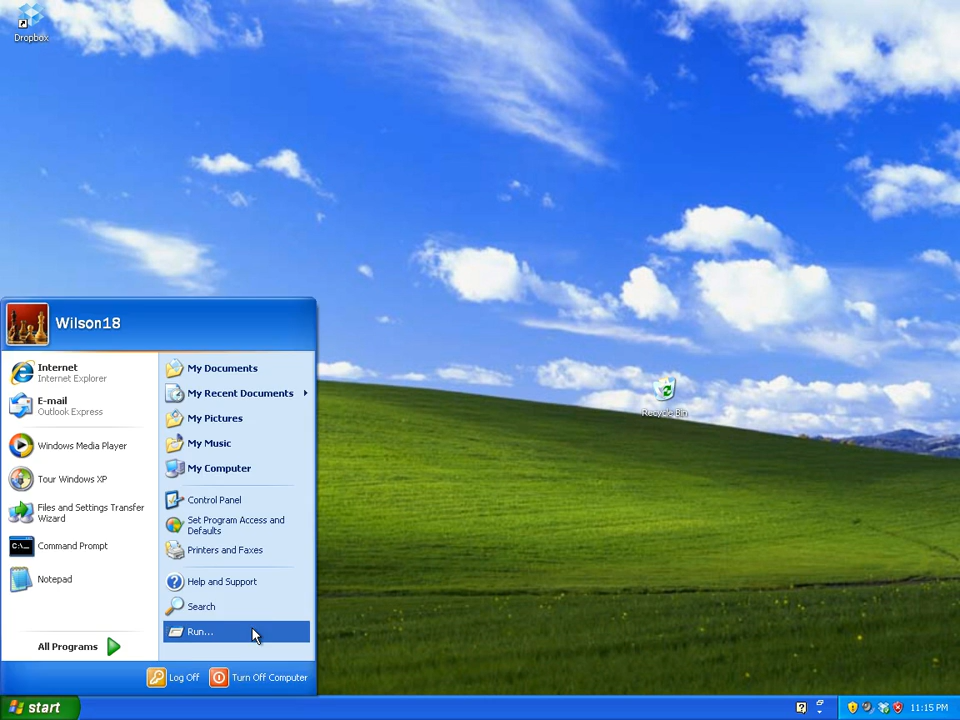 Dropbox
Wilson18
Internet
Internet Explorer
E-mail
Outlook Express
Windows Media Player
Tour Windows XP
Files and Settings Transfer
Wizard
Command Prompt
Notepad
All Programs
My Documents
My Recent Documents
My Pictures
My Music
My Computer
Control Panel
Set Program Access and
Defaults
Printers and Faxes
Help and Support
Search
Run...
Log Off
Turn Off Computer
Recycle Bin
start
11:15 PM